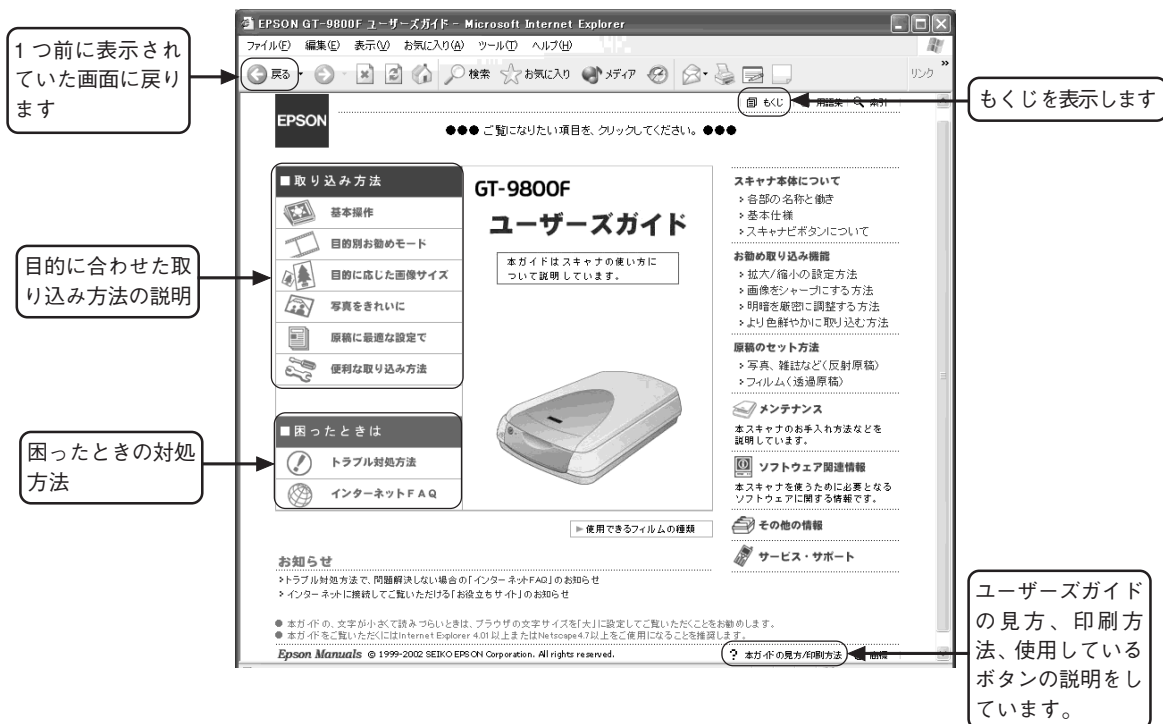 EPSON GT-9800F ユーザーズガイド - Microsoft Internet Explorer
ファイル(F) 編集(E) 表示(V) お気に入り(A) ツール(T) ヘルプ(H)
戻る 検索 お気に入り メディア リンク »
1 つ前に表示され
ていた画面に戻り
ます
もくじを表示します
EPSON
もくじ 用語集 索引
●●● ご覧になりたい項目を、クリックしてください。 ●●●
目的に合わせた取
り込み方法の説明
■取り込み方法
基本操作
目的別お勧めモード
目的に応じた画像サイズ
写真をきれいに
原稿に最適な設定で
便利な取り込み方法
困ったときの対処
方法
■困ったときは
トラブル対処方法
インターネットFAQ
GT-9800F
ユーザーズガイド
本ガイドはスキャナの使い方に
ついて説明しています。
▶使用できるフィルムの種類
スキャナ本体について
> 各部の名称と働き
> 基本仕様
> スキャナビボタンについて
お勧め取り込み機能
> 拡大/縮小の設定方法
> 画像をシャープにする方法
> 明暗を厳密に調整する方法
> より色鮮やかに取り込む方法
原稿のセット方法
> 写真、雑誌など(反射原稿)
> フィルム(透過原稿)
メンテナンス
本スキャナのお手入れ方法などを
説明しています。
ソフトウェア関連情報
本スキャナを使うために必要となる
ソフトウェアに関する情報です。
その他の情報
サービス・サポート
お知らせ
>トラブル対処方法で、問題解決しない場合の「インターネットFAQ」のお知らせ
> インターネットに接続してご覧いただける「お役立ちサイト」のお知らせ
● 本ガイドの、文字が小さくて読みづらいときは、ブラウザの文字サイズを「大」に設定してご覧いただくことをお勧めします。
● 本ガイドをご覧いただくにはInternet Explorer 4.01以上またはNetscape4.7以上をご使用になることを推奨します。
Epson Manuals © 1999-2002 SEIKO EPSON Corporation. All rights reserved.
? 本ガイドの見方/印刷方法 商標
ユーザーズガイド
の見方、印刷方
法、使用している
ボタンの説明をし
ています。